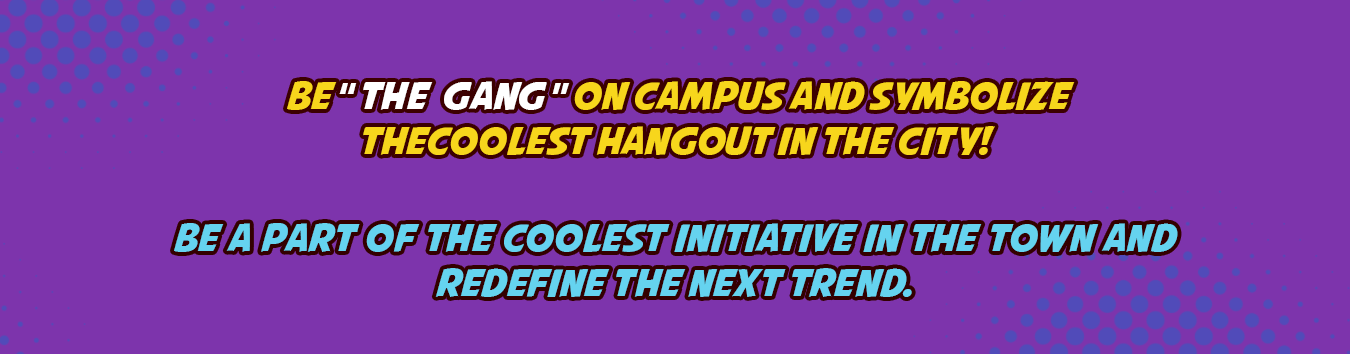 BE "THE GANG" ON CAMPUS AND SYMBOLIZE
THECOOLEST HANGOUT IN THE CITY!
BE A PART OF THE COOLEST INITIATIVE IN THE TOWN AND
REDEFINE THE NEXT TREND.